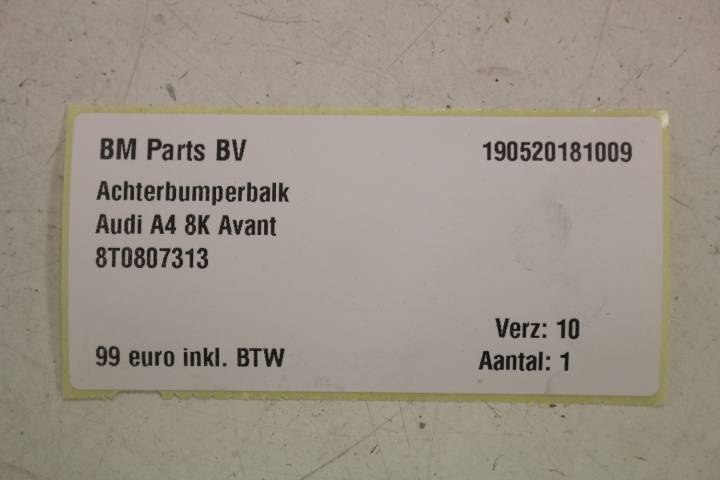 BM Parts BV 190520181009
Achterbumperbalk
Audi A4 8K Avant
8T0807313
Verz: 10
99 euro inkl. BTW Aantal: 1